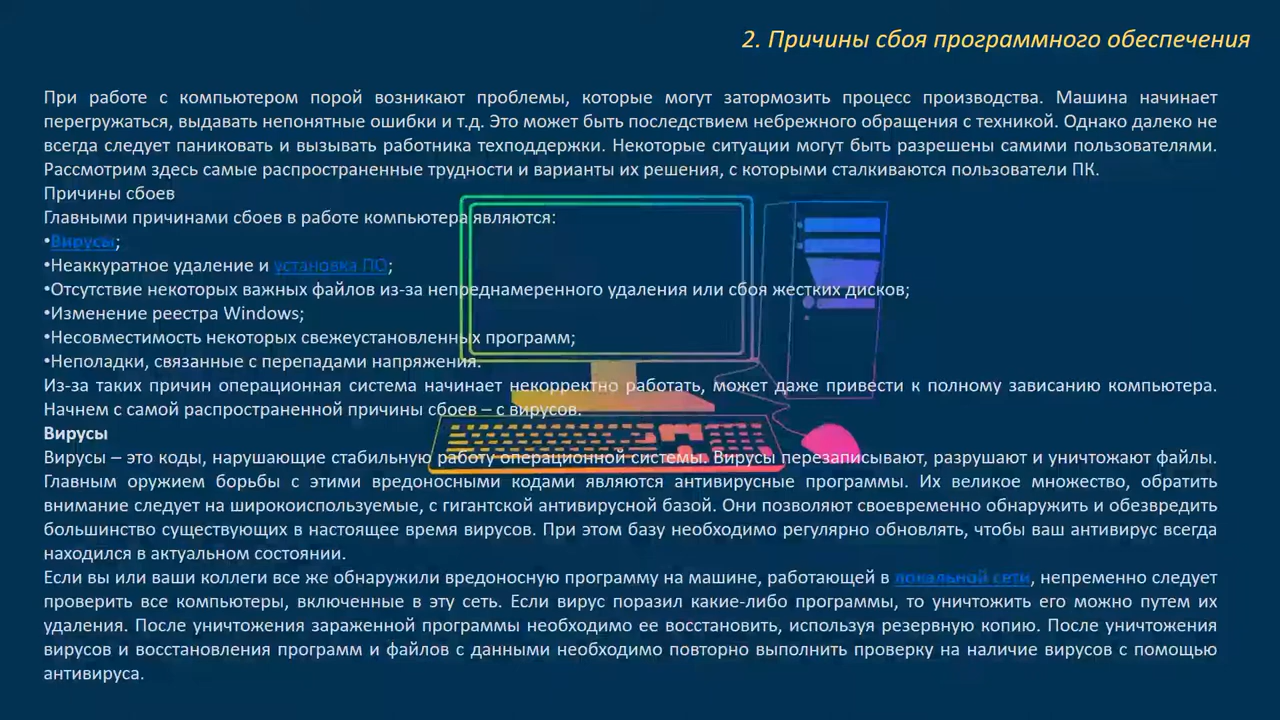 2. Причины сбоя программного обеспечения
При работе с компьютером порой возникают проблемы, которые могут затормозить процесс производства. Машина начинает
перегружаться, выдавать непонятные ошибки и т.д. Это может быть последствием небрежного обращения с техникой. Однако далеко не
всегда следует паниковать и вызывать работника техподдержки. Некоторые ситуации могут быть разрешены самими пользователями.
Рассмотрим здесь самые распространенные трудности и варианты их решения, с которыми сталкиваются пользователи ПК.
Причины сбоев
Главными причинами сбоев в работе компьютера являются:
•Вирусы;
•Неаккуратное удаление и установка ПО;
•Отсутствие некоторых важных файлов из-за непреднамеренного удаления или сбоя жестких дисков;
•Изменение реестра Windows;
•Несовместимость некоторых свежеустановленных программ;
•Неполадки, связанные с перепадами напряжения.
Из-за таких причин операционная система начинает некорректно работать, может даже привести к полному зависанию компьютера.
Начнем с самой распространенной причины сбоев – с вирусов.
Вирусы
Вирусы – это коды, нарушающие стабильную работу операционной системы. Вирусы перезаписывают, разрушают и уничтожают файлы.
Главным оружием борьбы с этими вредоносными кодами являются антивирусные программы. Их великое множество, обратить
внимание следует на широкоиспользуемые, с гигантской антивирусной базой. Они позволяют своевременно обнаружить и обезвредить
большинство существующих в настоящее время вирусов. При этом базу необходимо регулярно обновлять, чтобы ваш антивирус всегда
находился в актуальном состоянии.
Если вы или ваши коллеги все же обнаружили вредоносную программу на машине, работающей в локальной сети, непременно следует
проверить все компьютеры, включенные в эту сеть. Если вирус поразил какие-либо программы, то уничтожить его можно путем их
удаления. После уничтожения зараженной программы необходимо ее восстановить, используя резервную копию. После уничтожения
вирусов и восстановления программ и файлов с данными необходимо повторно выполнить проверку на наличие вирусов с помощью
антивируса.